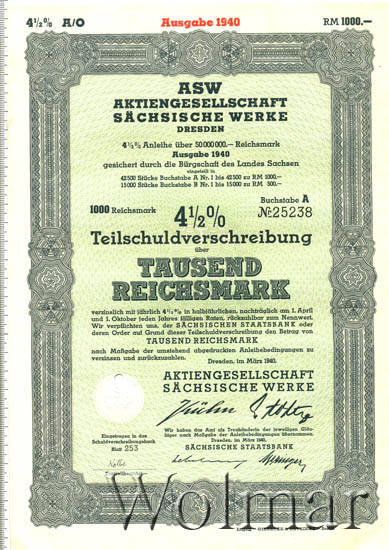 4½% A/O Ausgabe 1940 RM 1000.—
ASW
AKTIENGESELLSCHAFT
SÄCHSISCHE WERKE
DRESDEN
4½% Anleihe über 50000000.— Reichsmark
Ausgabe 1940
gesichert durch die Bürgschaft des Landes Sachsen
eingeteilt in
42500 Stücke Buchstabe A Nr. 1 bis 42500 zu RM 1000.—
15000 Stücke Buchstabe B Nr. 1 bis 15000 zu RM 500.—
Buchstabe A
1000 Reichsmark 4½% № 25238
Teilschuldverschreibung
über
TAUSEND
REICHSMARK
verzinslich mit jährlich 4½% in halbjährlichen, nachträglich am 1. April
und 1. Oktober jeden Jahres fälligen Raten, rückzahlbar zum Nennwert.
Wir verpflichten uns, der SÄCHSISCHEN STAATSBANK oder
deren Order auf Grund dieser Teilschuldverschreibung den Betrag von
TAUSEND REICHSMARK
nach Maßgabe der umstehend abgedruckten Anleihebedingungen zu
verzinsen und zurückzuzahlen.
Dresden, im März 1940.
AKTIENGESELLSCHAFT
SÄCHSISCHE WERKE
Wir haben das Amt als Treuhänderin der jeweiligen Gläu-
biger nach Maßgabe der Anleihebedingungen übernommen.
Dresden, im März 1940.
SÄCHSISCHE STAATSBANK
Eingetragen in das
Schuldverschreibungsbuch
Blatt 253
Wolmar